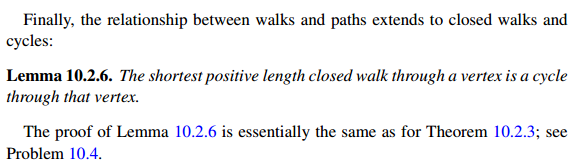 Finally, the relationship between walks and paths extends to closed walks and
cycles:
Lemma 10.2.6. The shortest positive length closed walk through a vertex is a cycle
through that vertex.
The proof of Lemma 10.2.6 is essentially the same as for Theorem 10.2.3; see
Problem 10.4.